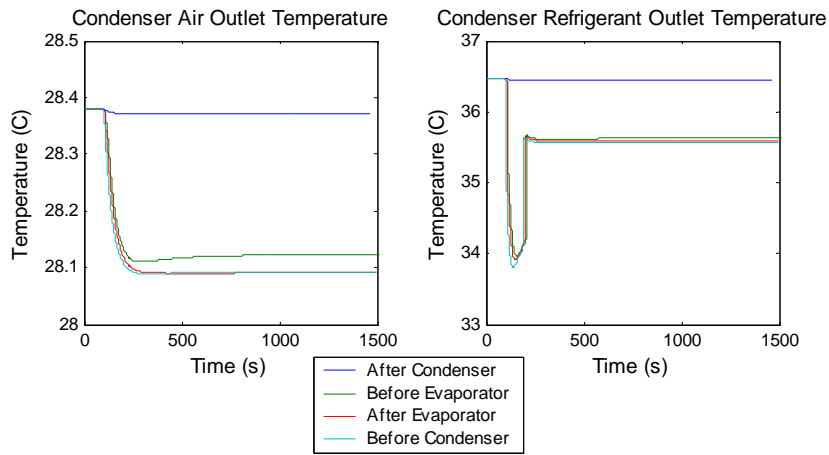 Condenser Air Outlet Temperature
28.5
28.4
28.3
28.2
28.1
28
Temperature (C)
0 500 1000 1500
Time (s)
Condenser Refrigerant Outlet Temperature
37
36
35
34
33
Temperature (C)
0 500 1000 1500
Time (s)
After Condenser
Before Evaporator
After Evaporator
Before Condenser